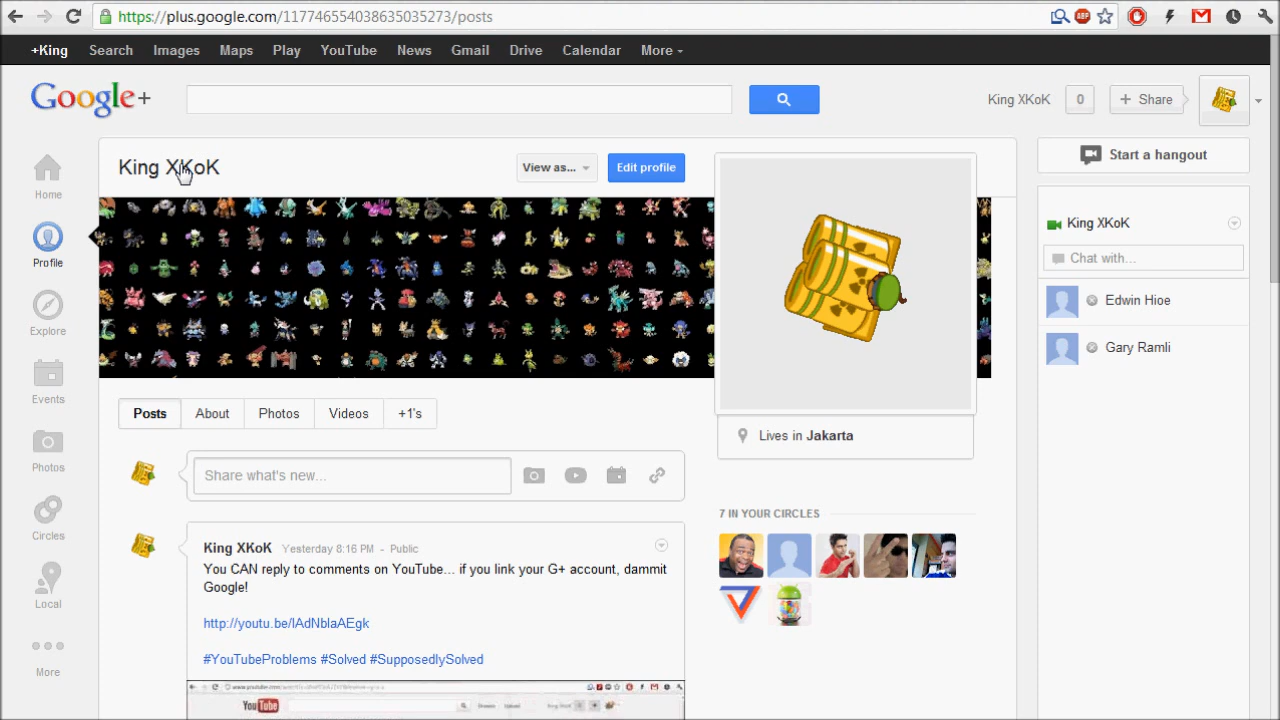 https://plus.google.com/117746554038635035273/posts
+King Search Images Maps Play YouTube News Gmail Drive Calendar More
Google+
King XKoK 0 + Share
Home
Profile
Explore
Events
Photos
Circles
Local
More
King XKoK
View as... Edit profile
Lives in Jakarta
Posts About Photos Videos +1's
Share what's new...
7 IN YOUR CIRCLES
King XKoK Yesterday 8:16 PM - Public
You CAN reply to comments on YouTube... if you link your G+ account, dammit
Google!
http://youtu.be/lAdNblaAEgk
#YouTubeProblems #Solved #SupposedlySolved
YouTube
Start a hangout
King XKoK
Chat with...
Edwin Hioe
Gary Ramli